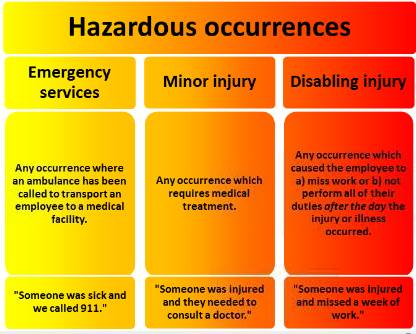 Hazardous occurrences
Emergency
services
Minor injury
Disabling injury
Any occurrence where
an ambulance has been
called to transport an
employee to a medical
facility.
Any occurrence which
requires medical
treatment.
Any occurrence which
caused the employee to
a) miss work or b) not
perform all of their
duties after the day the
injury or illness
occurred.
"Someone was sick and
we called 911."
"Someone was injured
and they needed to
consult a doctor."
"Someone was injured
and missed a week of
work."